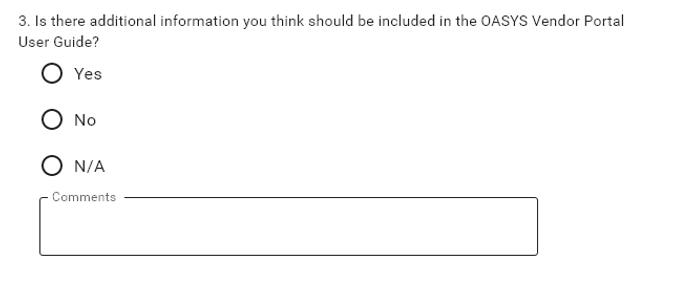 3. Is there additional information you think should be included in the OASYS Vendor Portal
User Guide?
Yes
No
N/A
Comments